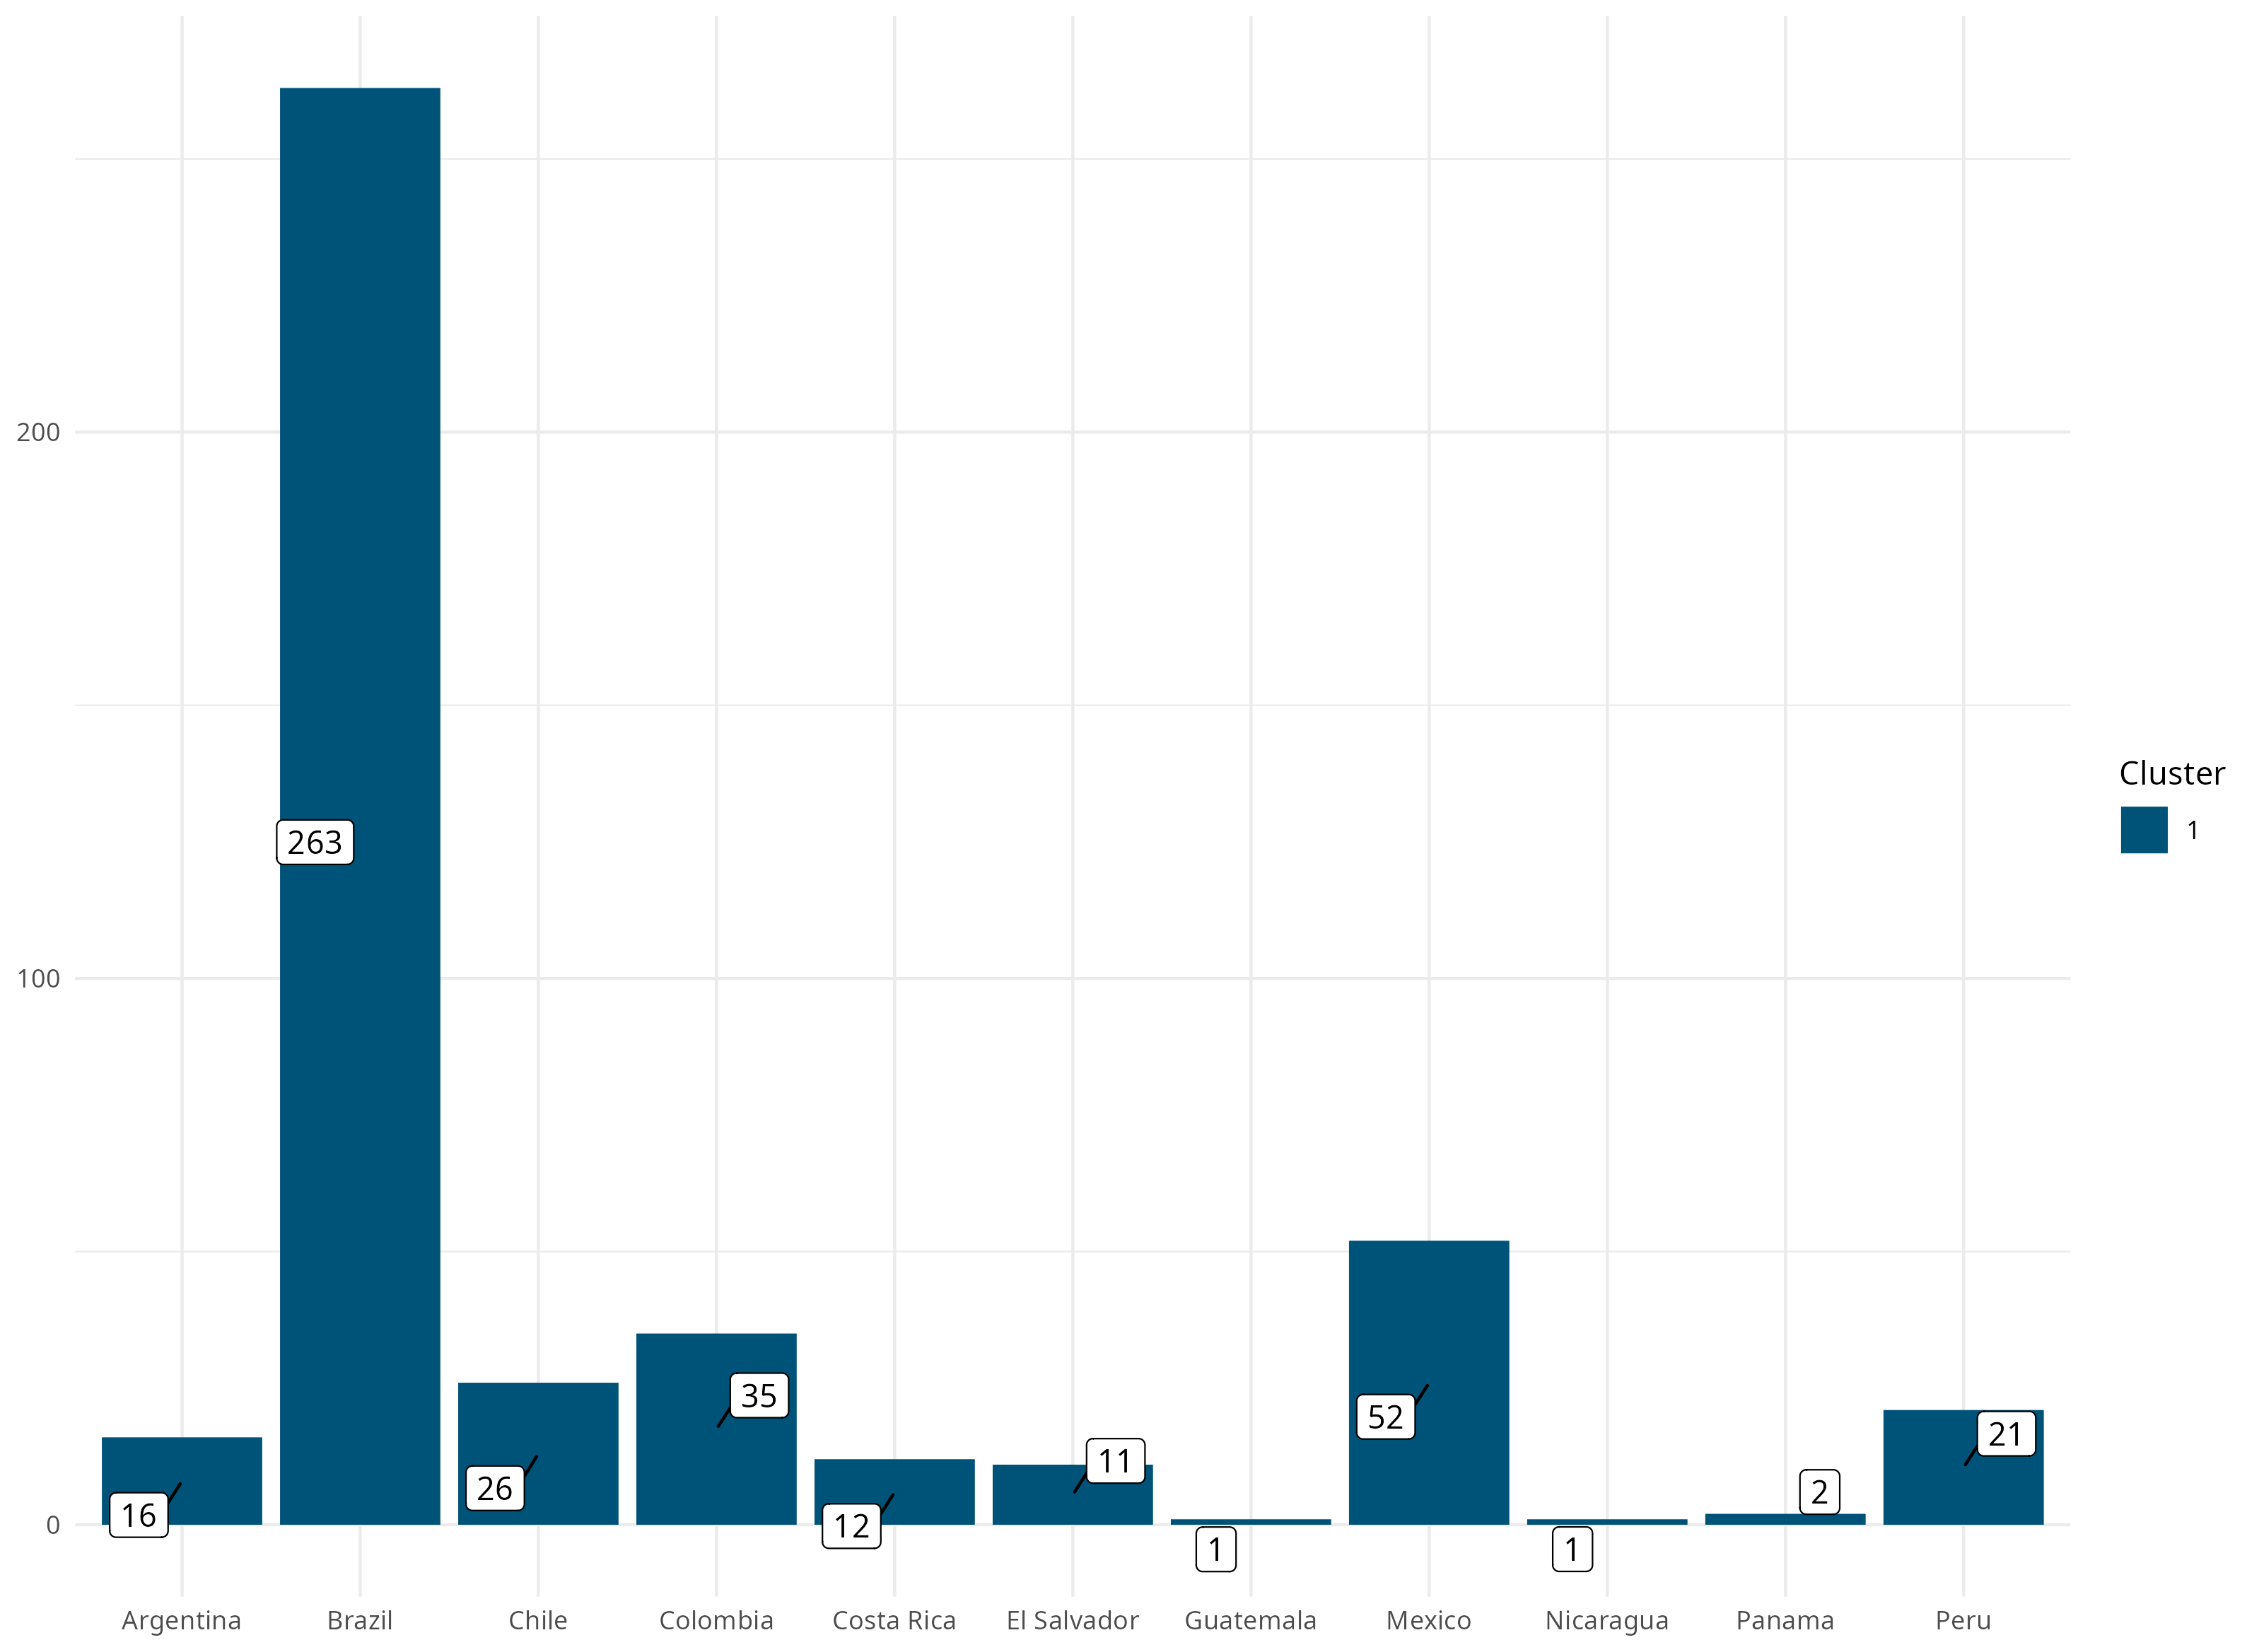 200
100
0
263
16
26
35
12
11
1
52
1
2
21
Argentina
Brazil
Chile
Colombia
Costa Rica
El Salvador
Guatemala
Mexico
Nicaragua
Panama
Peru
Cluster
1